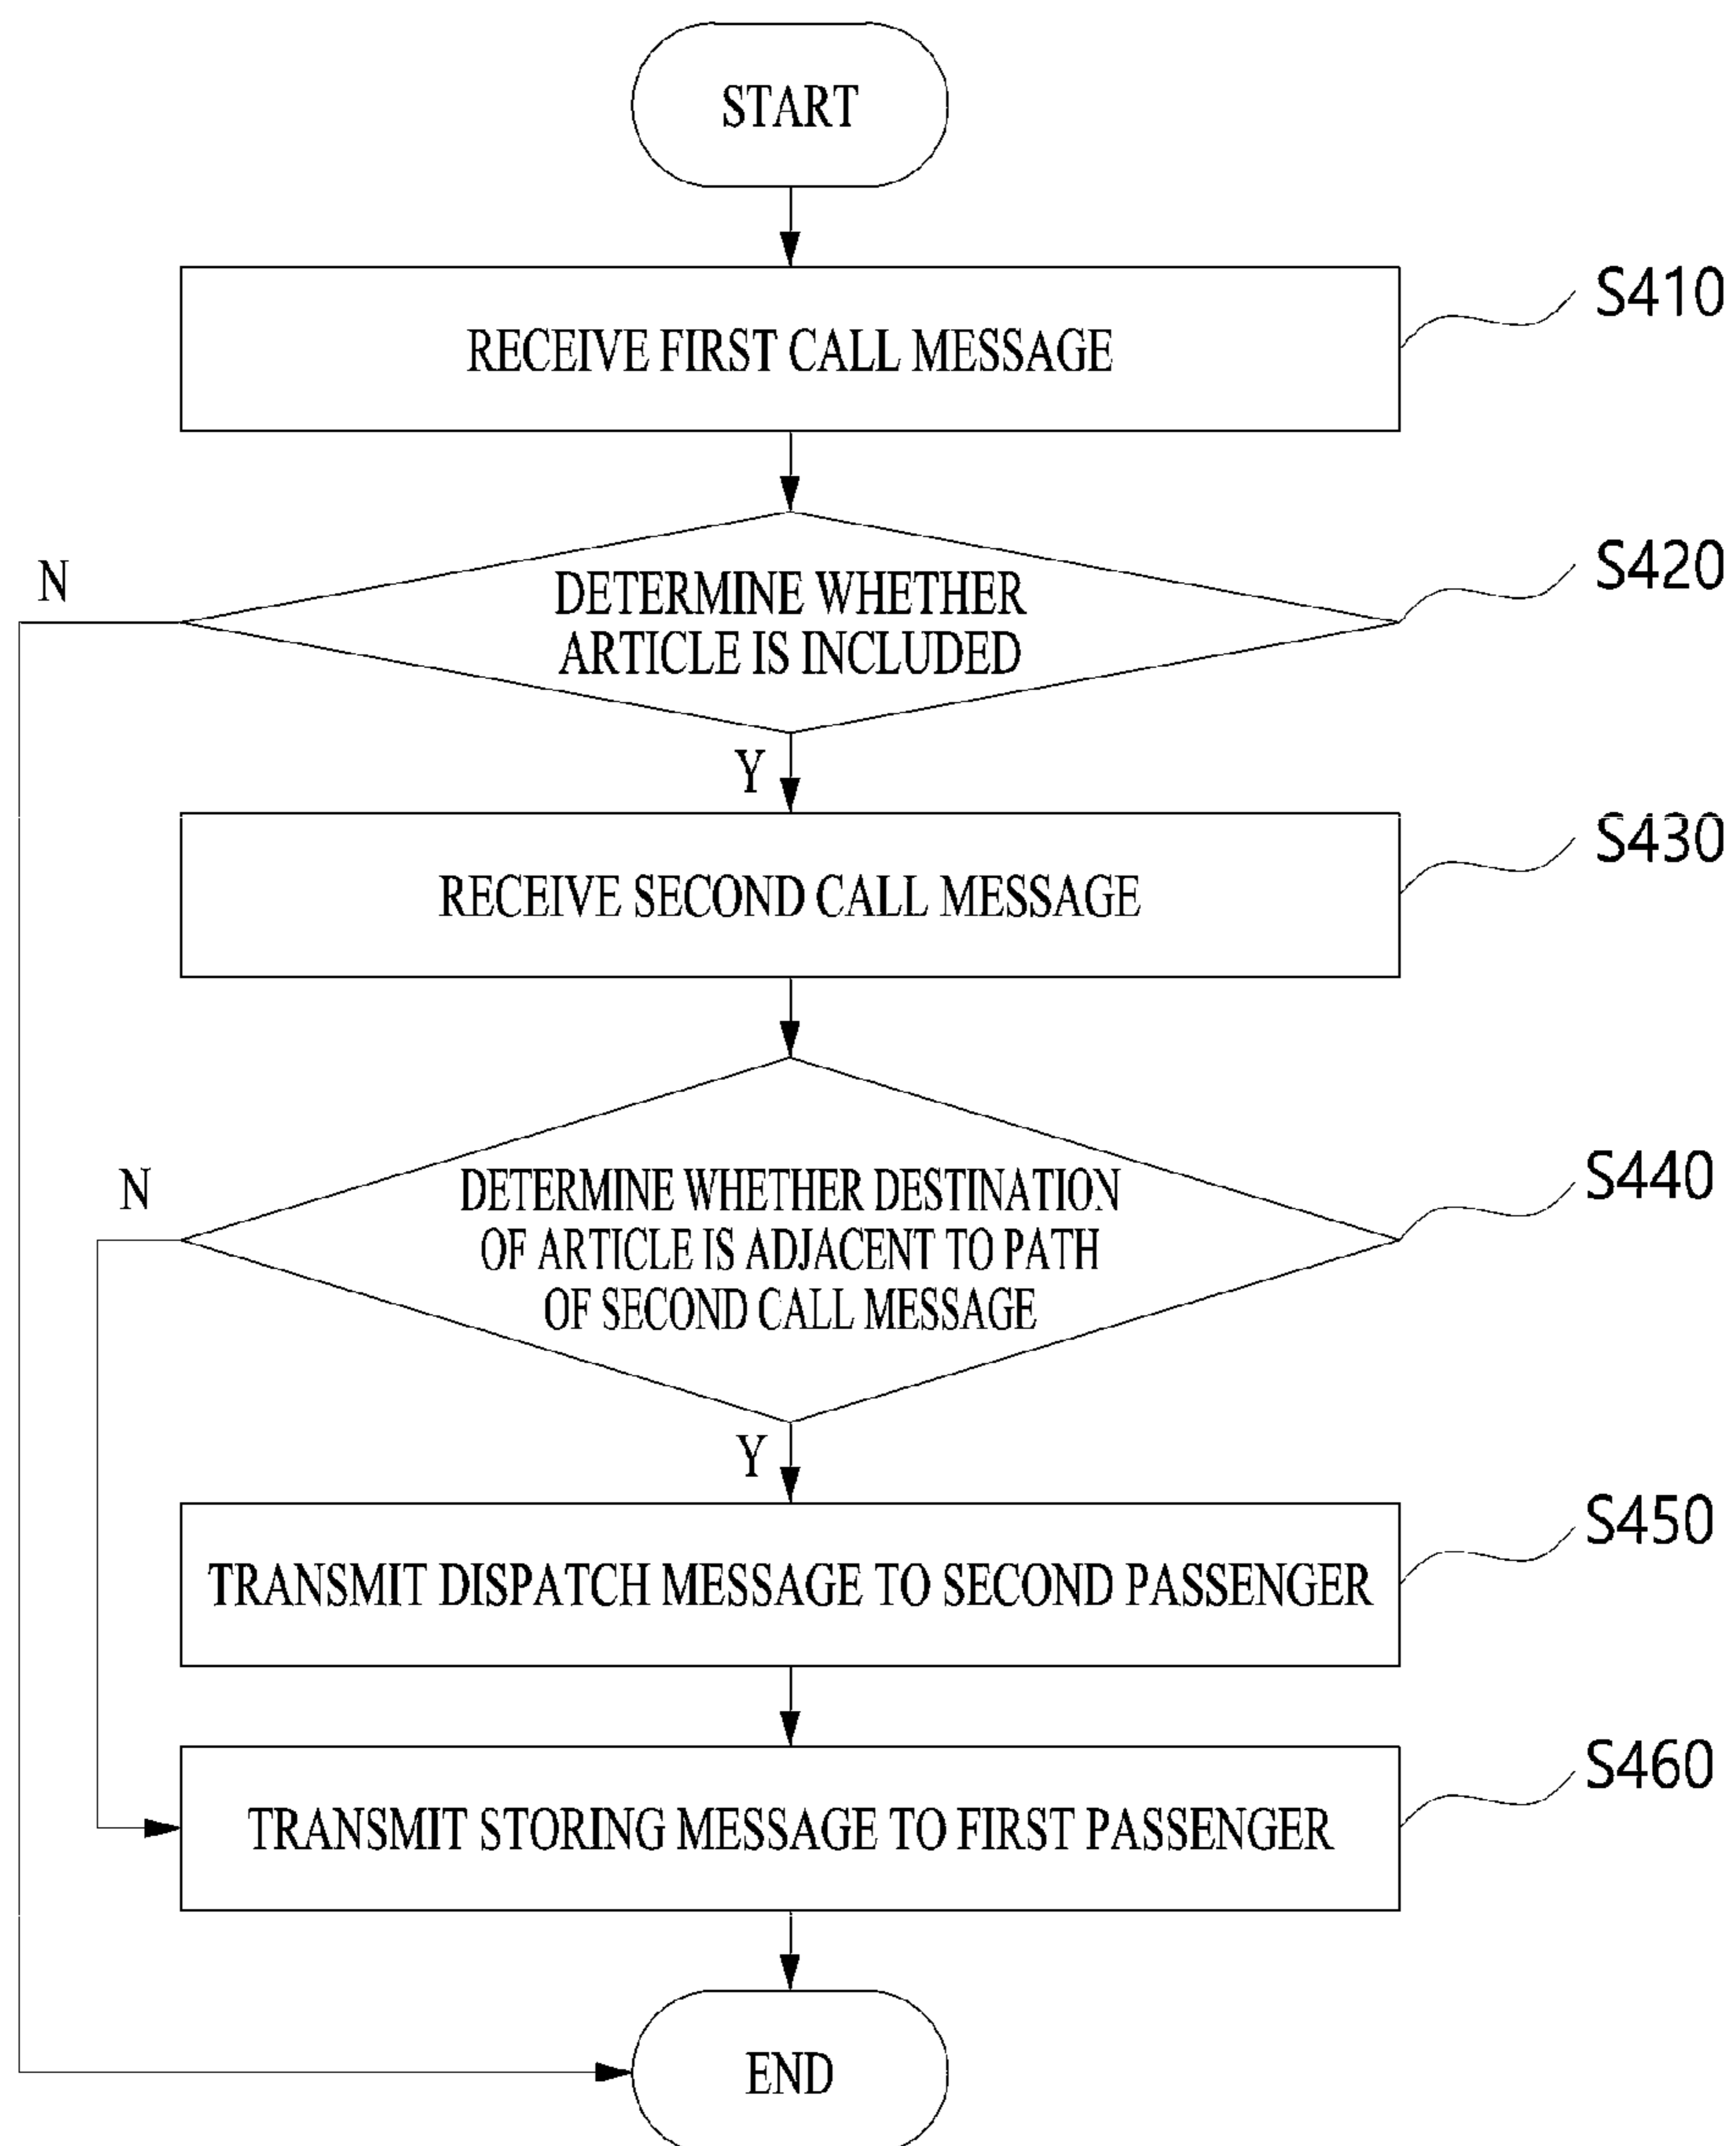 START
RECEIVE FIRST CALL MESSAGE
S410
N
DETERMINE WHETHER
ARTICLE IS INCLUDED
S420
Y
RECEIVE SECOND CALL MESSAGE
S430
N
DETERMINE WHETHER DESTINATION
OF ARTICLE IS ADJACENT TO PATH
OF SECOND CALL MESSAGE
S440
Y
TRANSMIT DISPATCH MESSAGE TO SECOND PASSENGER
S450
TRANSMIT STORING MESSAGE TO FIRST PASSENGER
S460
END